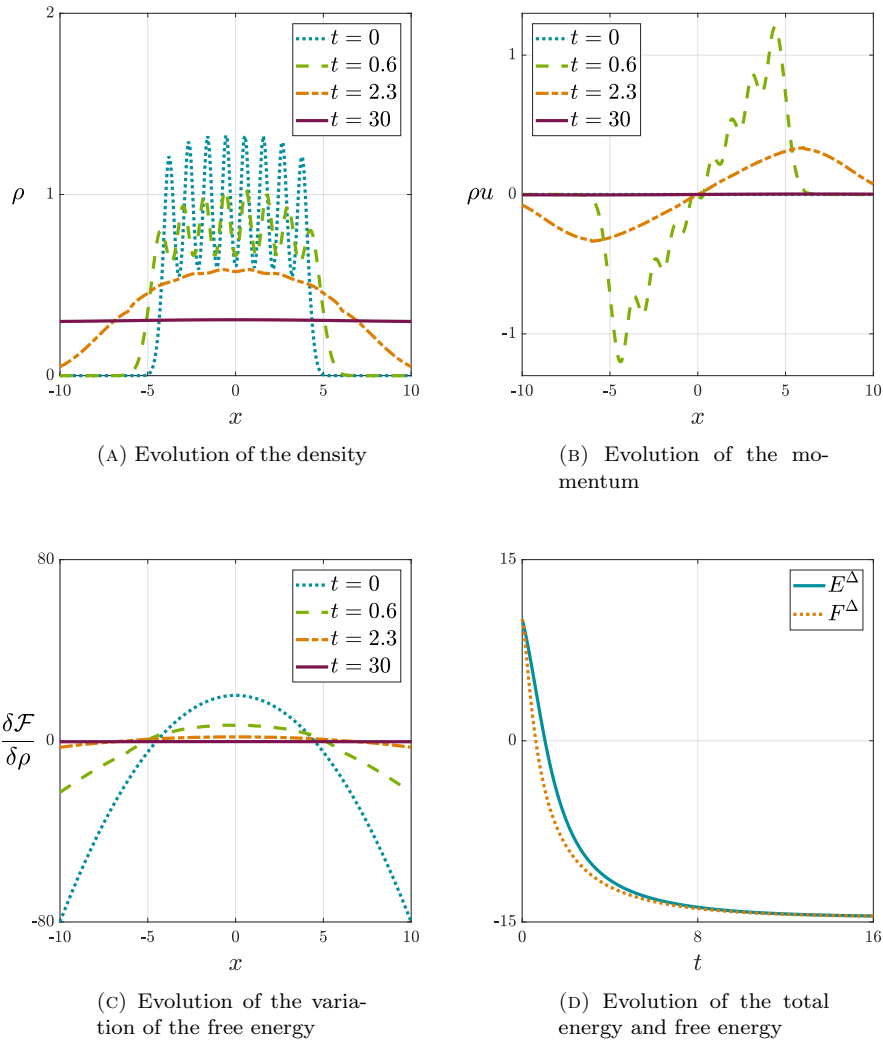 2
1
0
ρ
-10
-5
0
5
10
x
t = 0
t = 0.6
t = 2.3
t = 30
(A) Evolution of the density
1
0
-1
ρu
-10
-5
0
5
10
x
t = 0
t = 0.6
t = 2.3
t = 30
(B) Evolution of the mo-
mentum
80
0
-80
δF
δρ
-10
-5
0
5
10
x
t = 0
t = 0.6
t = 2.3
t = 30
(C) Evolution of the varia-
tion of the free energy
15
0
-15
0
8
16
t
E^Δ
F^Δ
(D) Evolution of the total
energy and free energy